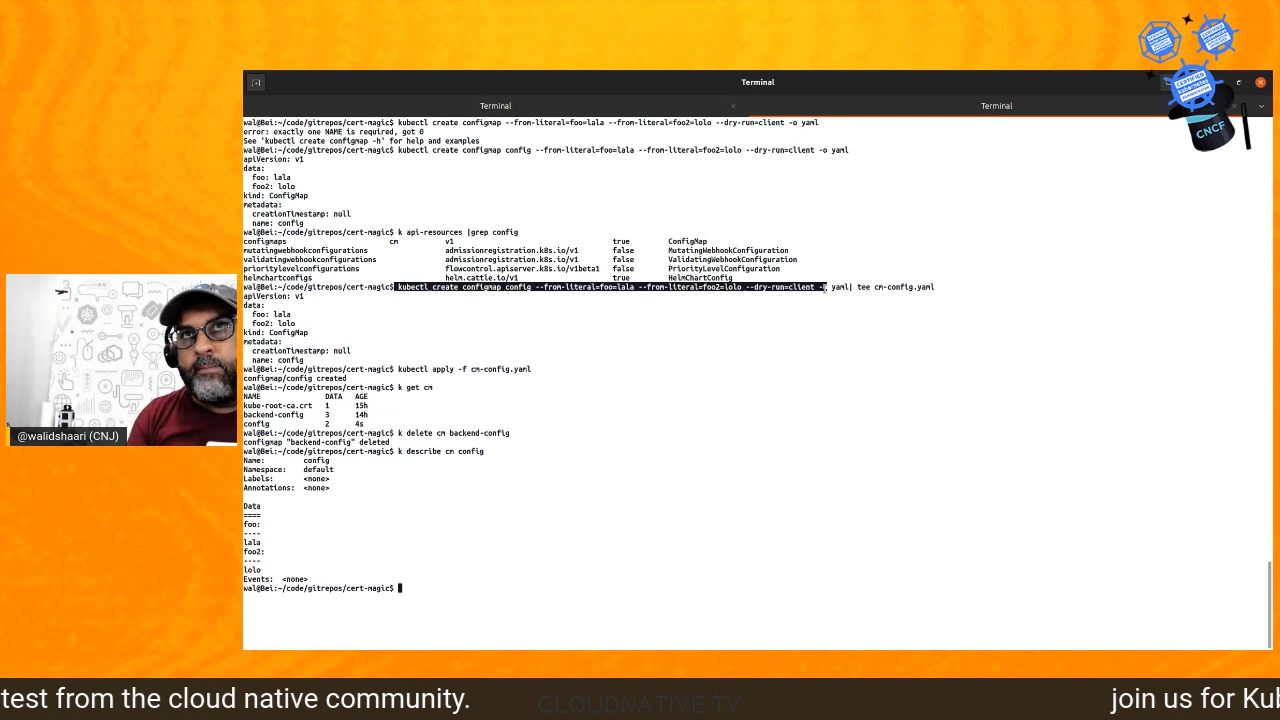 Terminal
Terminal
Terminal
wal@Bei:~/code/gitrepos/cert-magic$ kubectl create configmap --from-literal=foo=lala --from-literal=foo2=lolo --dry-run=client -o yaml
error: exactly one NAME is required, got 0
See 'kubectl create configmap -h' for help and examples
wal@Bei:~/code/gitrepos/cert-magic$ kubectl create configmap config --from-literal=foo=lala --from-literal=foo2=lolo --dry-run=client -o yaml
apiVersion: v1
data:
  foo: lala
  foo2: lolo
kind: ConfigMap
metadata:
  creationTimestamp: null
  name: config
wal@Bei:~/code/gitrepos/cert-magic$ k api-resources |grep config
configmaps cm v1 true ConfigMap
mutatingwebhookconfigurations admissionregistration.k8s.io/v1 false MutatingWebhookConfiguration
validatingwebhookconfigurations admissionregistration.k8s.io/v1 false ValidatingWebhookConfiguration
prioritylevelconfigurations flowcontrol.apiserver.k8s.io/v1beta1 false PriorityLevelConfiguration
helmchartconfigs helm.cattle.io/v1 true HelmChartConfig
wal@Bei:~/code/gitrepos/cert-magic$ kubectl create configmap config --from-literal=foo=lala --from-literal=foo2=lolo --dry-run=client -o yaml| tee cm-config.yaml
apiVersion: v1
data:
  foo: lala
  foo2: lolo
kind: ConfigMap
metadata:
  creationTimestamp: null
  name: config
wal@Bei:~/code/gitrepos/cert-magic$ kubectl apply -f cm-config.yaml
configmap/config created
wal@Bei:~/code/gitrepos/cert-magic$ k get cm
NAME DATA AGE
kube-root-ca.crt 1 15h
backend-config 3 14h
config 2 4s
wal@Bei:~/code/gitrepos/cert-magic$ k delete cm backend-config
configmap "backend-config" deleted
wal@Bei:~/code/gitrepos/cert-magic$ k describe cm config
Name: config
Namespace: default
Labels: <none>
Annotations: <none>
Data
====
foo:
----
lala
foo2:
----
lolo
Events: <none>
wal@Bei:~/code/gitrepos/cert-magic$
CNCF
CERTIFIED kubernetes
@walidshaari (CNJ)
test from the cloud native community.
CLOUDNATIVE TV
join us for Kub